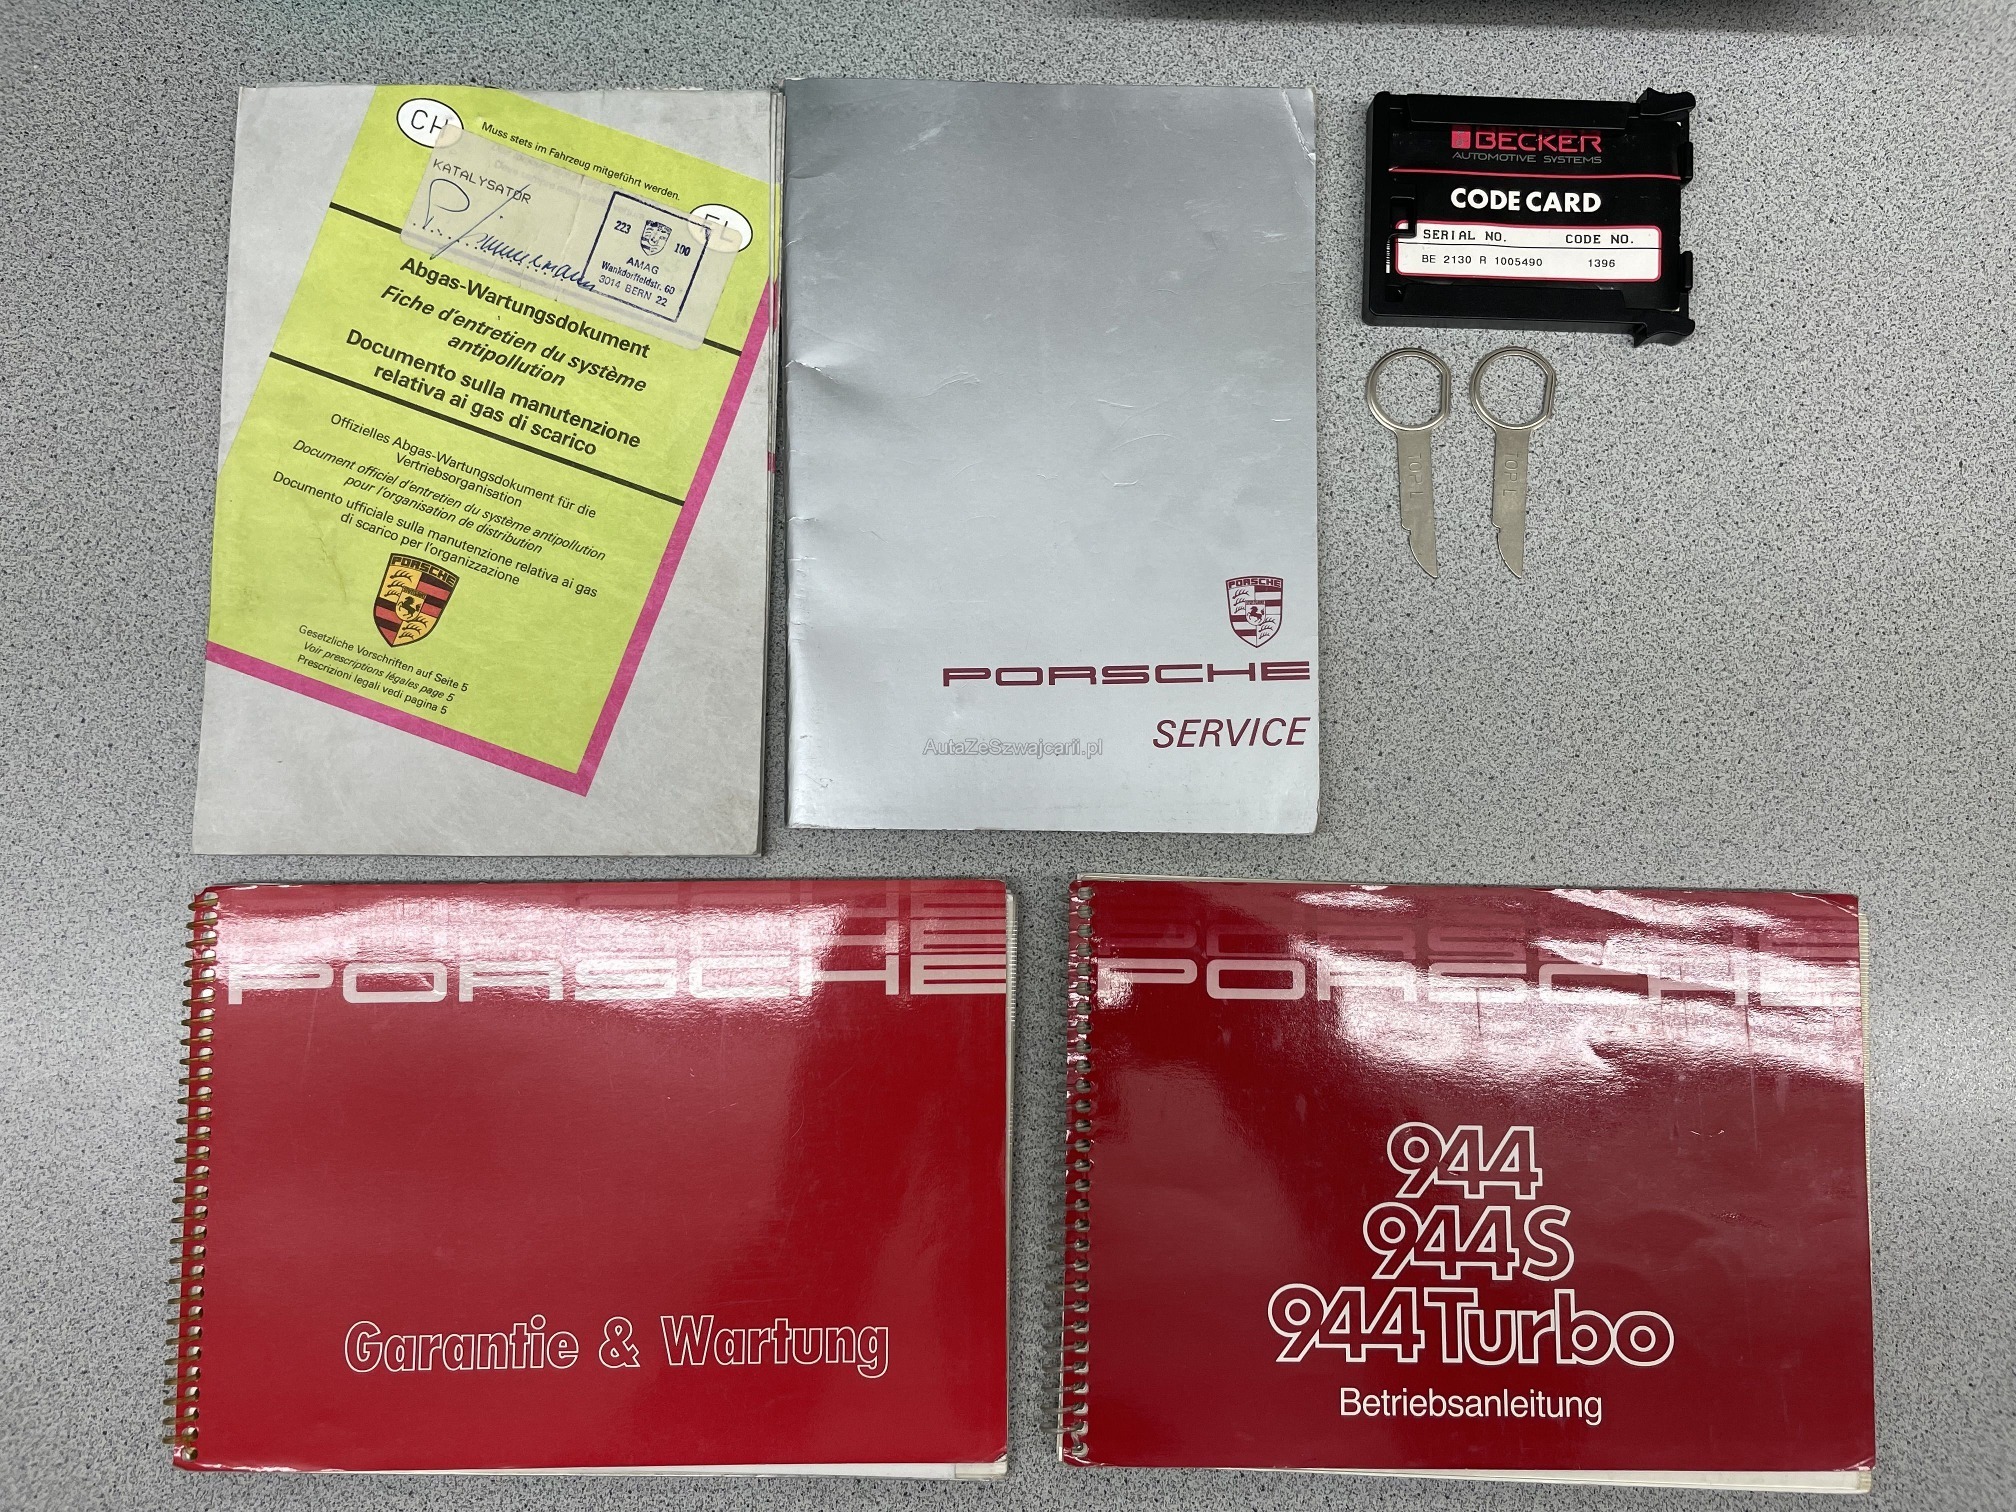 CH
Muss stets im Fahrzeug mitgeführt werden.
KATALYSATOR
FL
223
100
AMAG
Wankdorffeldstr. 60
3014 BERN 22
Abgas-Wartungsdokument
Fiche d'entretien du système
antipollution
Documento sulla manutenzione
relativa ai gas di scarico
Offizielles Abgas-Wartungsdokument für die
Vertriebsorganisation
Document officiel d'entretien du système antipollution
pour l'organisation de distribution
Documento ufficiale sulla manutenzione relativa ai gas
di scarico per l'organizzazione
PORSCHE
Gesetzliche Vorschriften auf Seite 5
Voir prescriptions légales page 5
Prescrizioni legali vedi pagina 5
PORSCHE
PORSCHE
SERVICE
AutaZeSzwajcarii.pl
BECKER
AUTOMOTIVE SYSTEMS
CODE CARD
SERIAL NO. CODE NO.
BE 2130 R 1005490 1396
TOP L
TOP L
PORSCHE
Garantie & Wartung
PORSCHE
944
944S
944Turbo
Betriebsanleitung